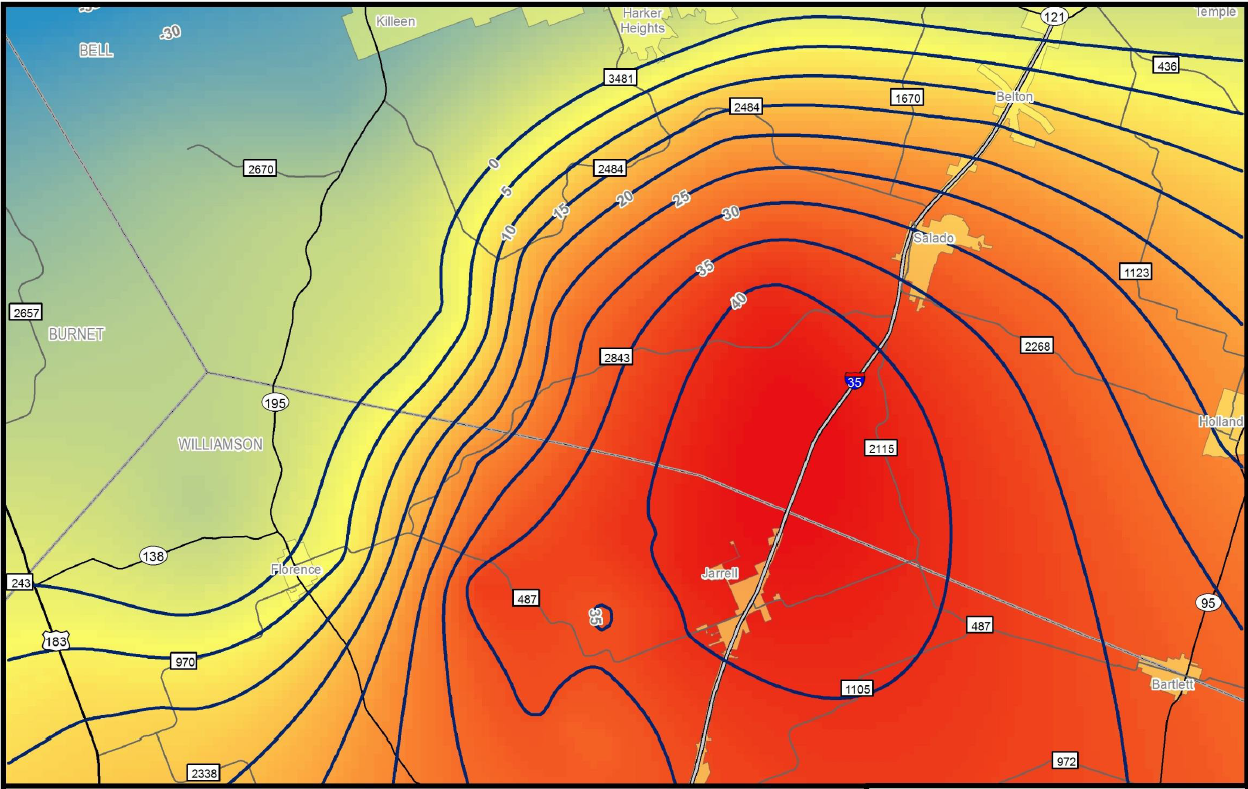 Killeen
Harker
Heights
121
Temple
-30
BELL
436
3481
1670
Belton
2484
2670
2484
0
5
10
15
20
25
30
35
40
Salado
1123
2657
BURNET
2843
2268
35
195
WILLIAMSON
2115
Holland
138
Florence
243
Jarrell
487
35
95
183
487
970
1105
Bartlett
2338
972